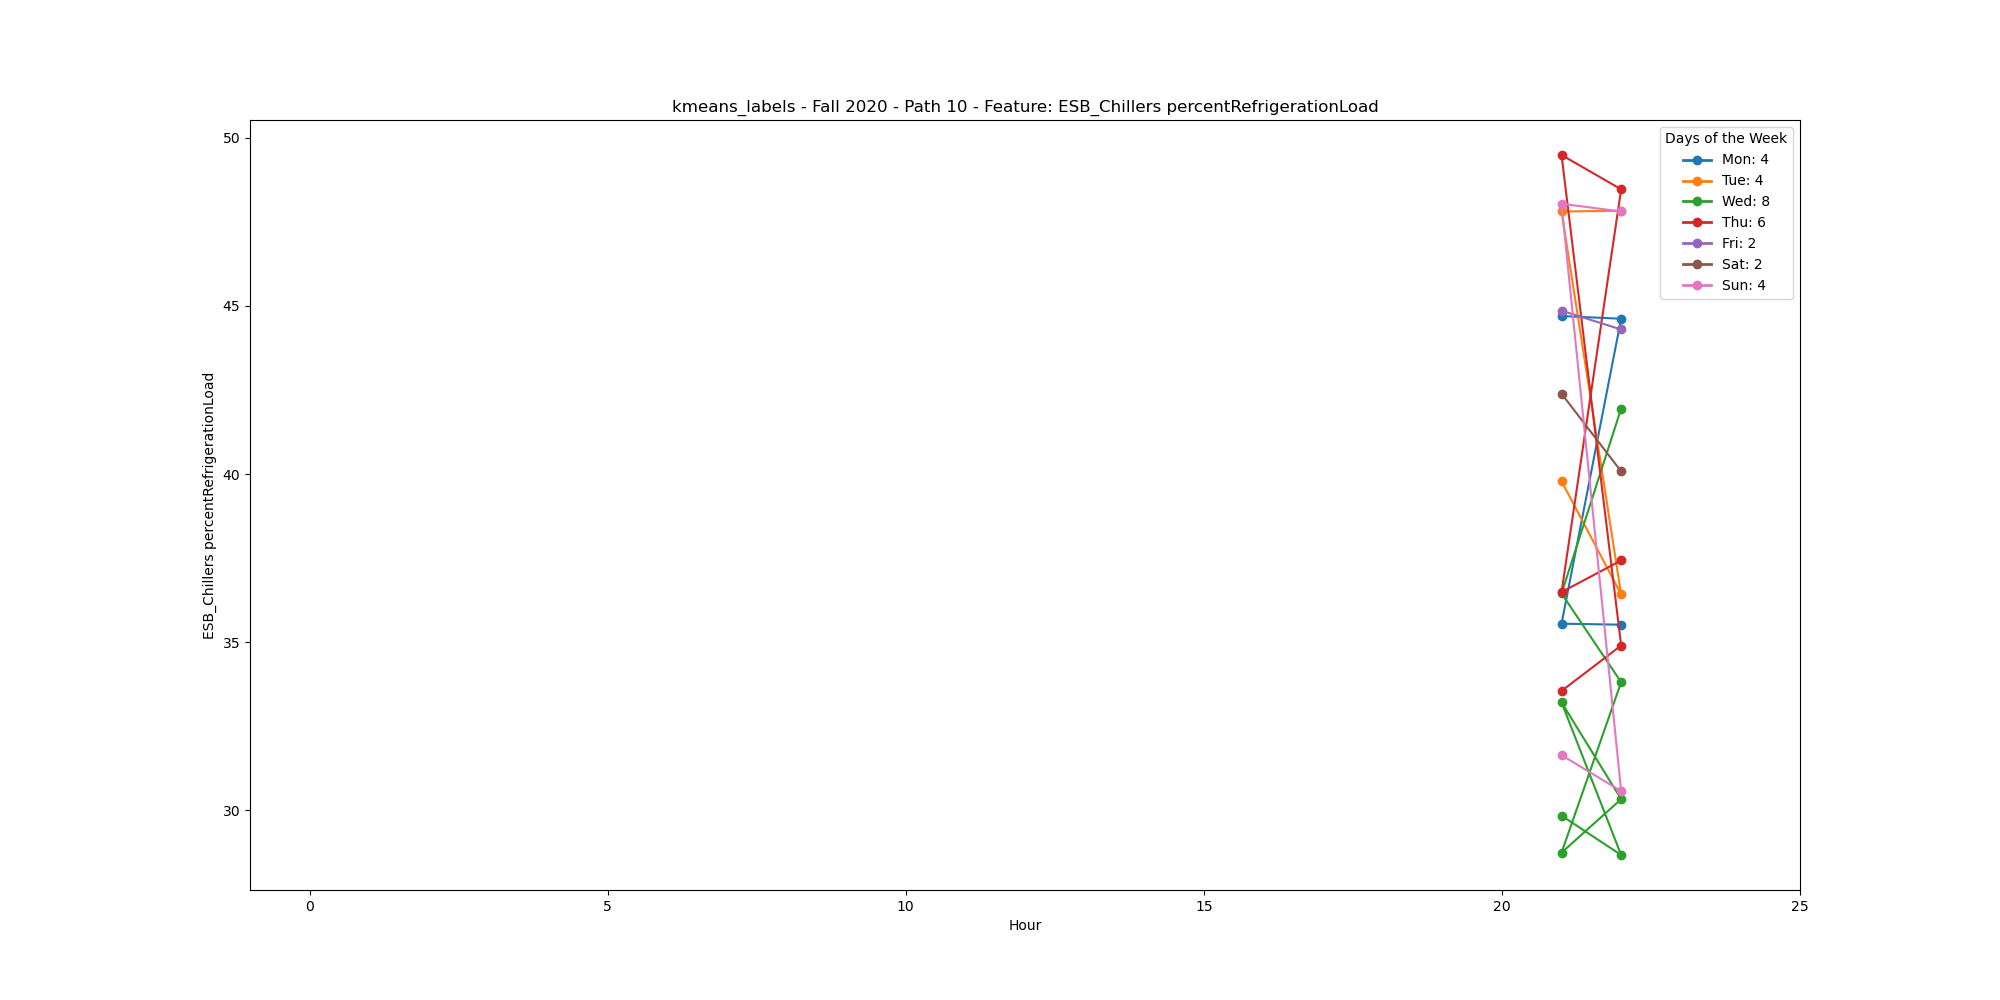 kmeans_labels - Fall 2020 - Path 10 - Feature: ESB_Chillers percentRefrigerationLoad
Days of the Week
Mon: 4
Tue: 4
Wed: 8
Thu: 6
Fri: 2
Sat: 2
Sun: 4
ESB_Chillers percentRefrigerationLoad
50
45
40
35
30
0
5
10
15
20
25
Hour